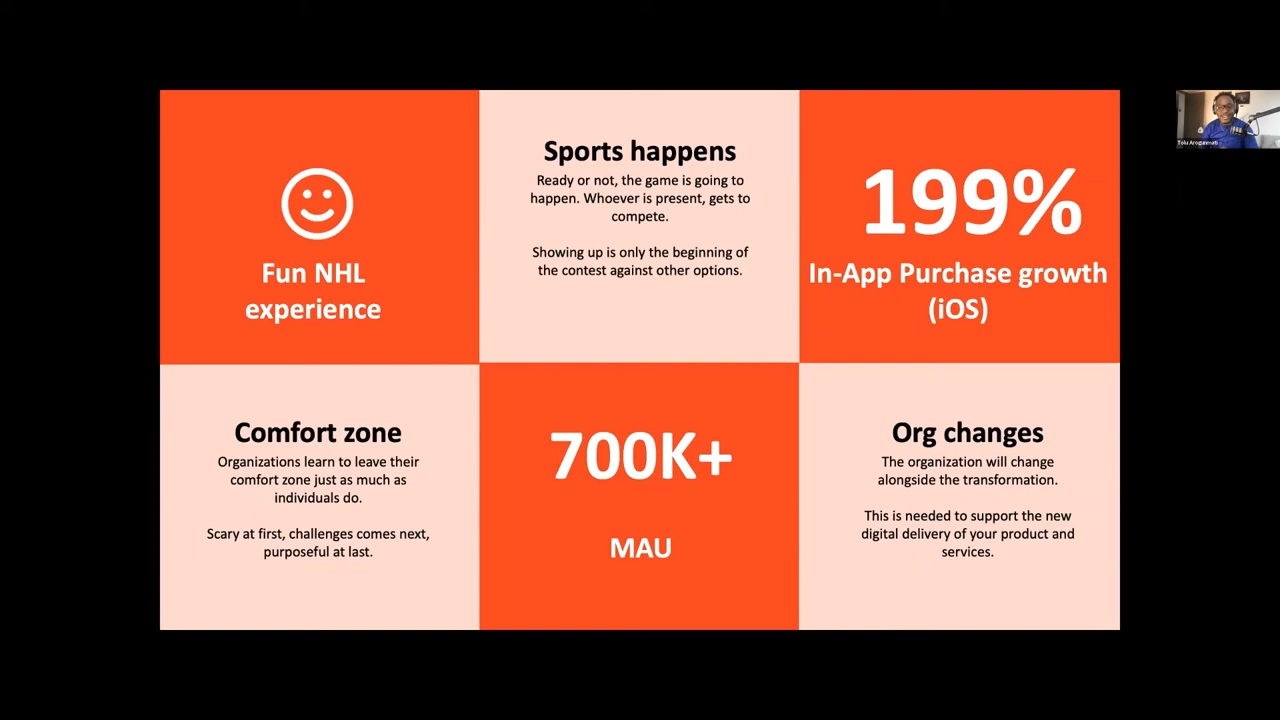 Fun NHL
experience
Sports happens
Ready or not, the game is going to
happen. Whoever is present, gets to
compete.
Showing up is only the beginning of
the contest against other options.
199%
In-App Purchase growth
(iOS)
Comfort zone
Organizations learn to leave their
comfort zone just as much as
individuals do.
Scary at first, challenges comes next,
purposeful at last.
700K+
MAU
Org changes
The organization will change
alongside the transformation.
This is needed to support the new
digital delivery of your product and
services.
Tolu Arogunmati